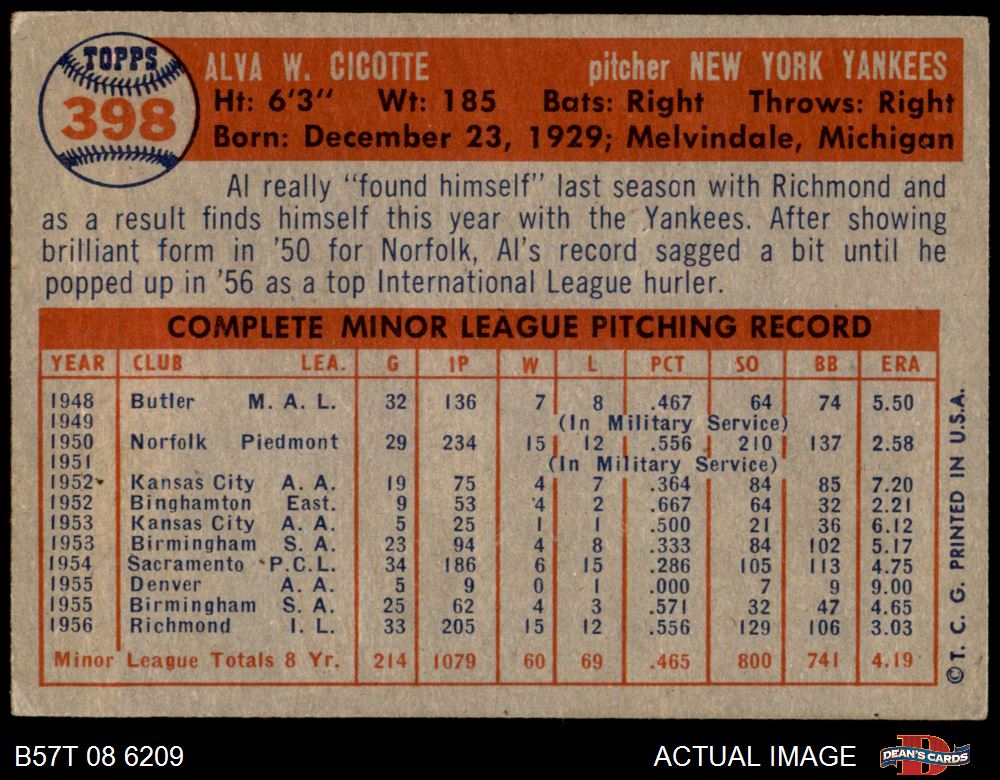 TOPPS
398
ALVA W. CICOTTE pitcher NEW YORK YANKEES
Ht: 6'3" Wt: 185 Bats: Right Throws: Right
Born: December 23, 1929; Melvindale, Michigan
Al really "found himself" last season with Richmond and
as a result finds himself this year with the Yankees. After showing
brilliant form in '50 for Norfolk, Al's record sagged a bit until he
popped up in '56 as a top International League hurler.
COMPLETE MINOR LEAGUE PITCHING RECORD
YEAR CLUB LEA. G IP W L PCT SO BB ERA
1948 Butler M. A. L. 32 136 7 8 .467 64 74 5.50
1949 (In Military Service)
1950 Norfolk Piedmont 29 234 15 12 .556 210 137 2.58
1951 (In Military Service)
1952 Kansas City A. A. 19 75 4 7 .364 84 85 7.20
1952 Binghamton East. 9 53 4 2 .667 64 32 2.21
1953 Kansas City A. A. 5 25 1 1 .500 21 36 6.12
1953 Birmingham S. A. 23 94 4 8 .333 84 102 5.17
1954 Sacramento P.C.L. 34 186 6 15 .286 105 113 4.75
1955 Denver A. A. 5 9 0 1 .000 7 9 9.00
1955 Birmingham S. A. 25 62 4 3 .571 32 47 4.65
1956 Richmond I. L. 33 205 15 12 .556 129 106 3.03
Minor League Totals 8 Yr. 214 1079 60 69 .465 800 741 4.19
© T. C. G. PRINTED IN U.S.A.
B57T 08 6209 ACTUAL IMAGE DEAN'S CARDS